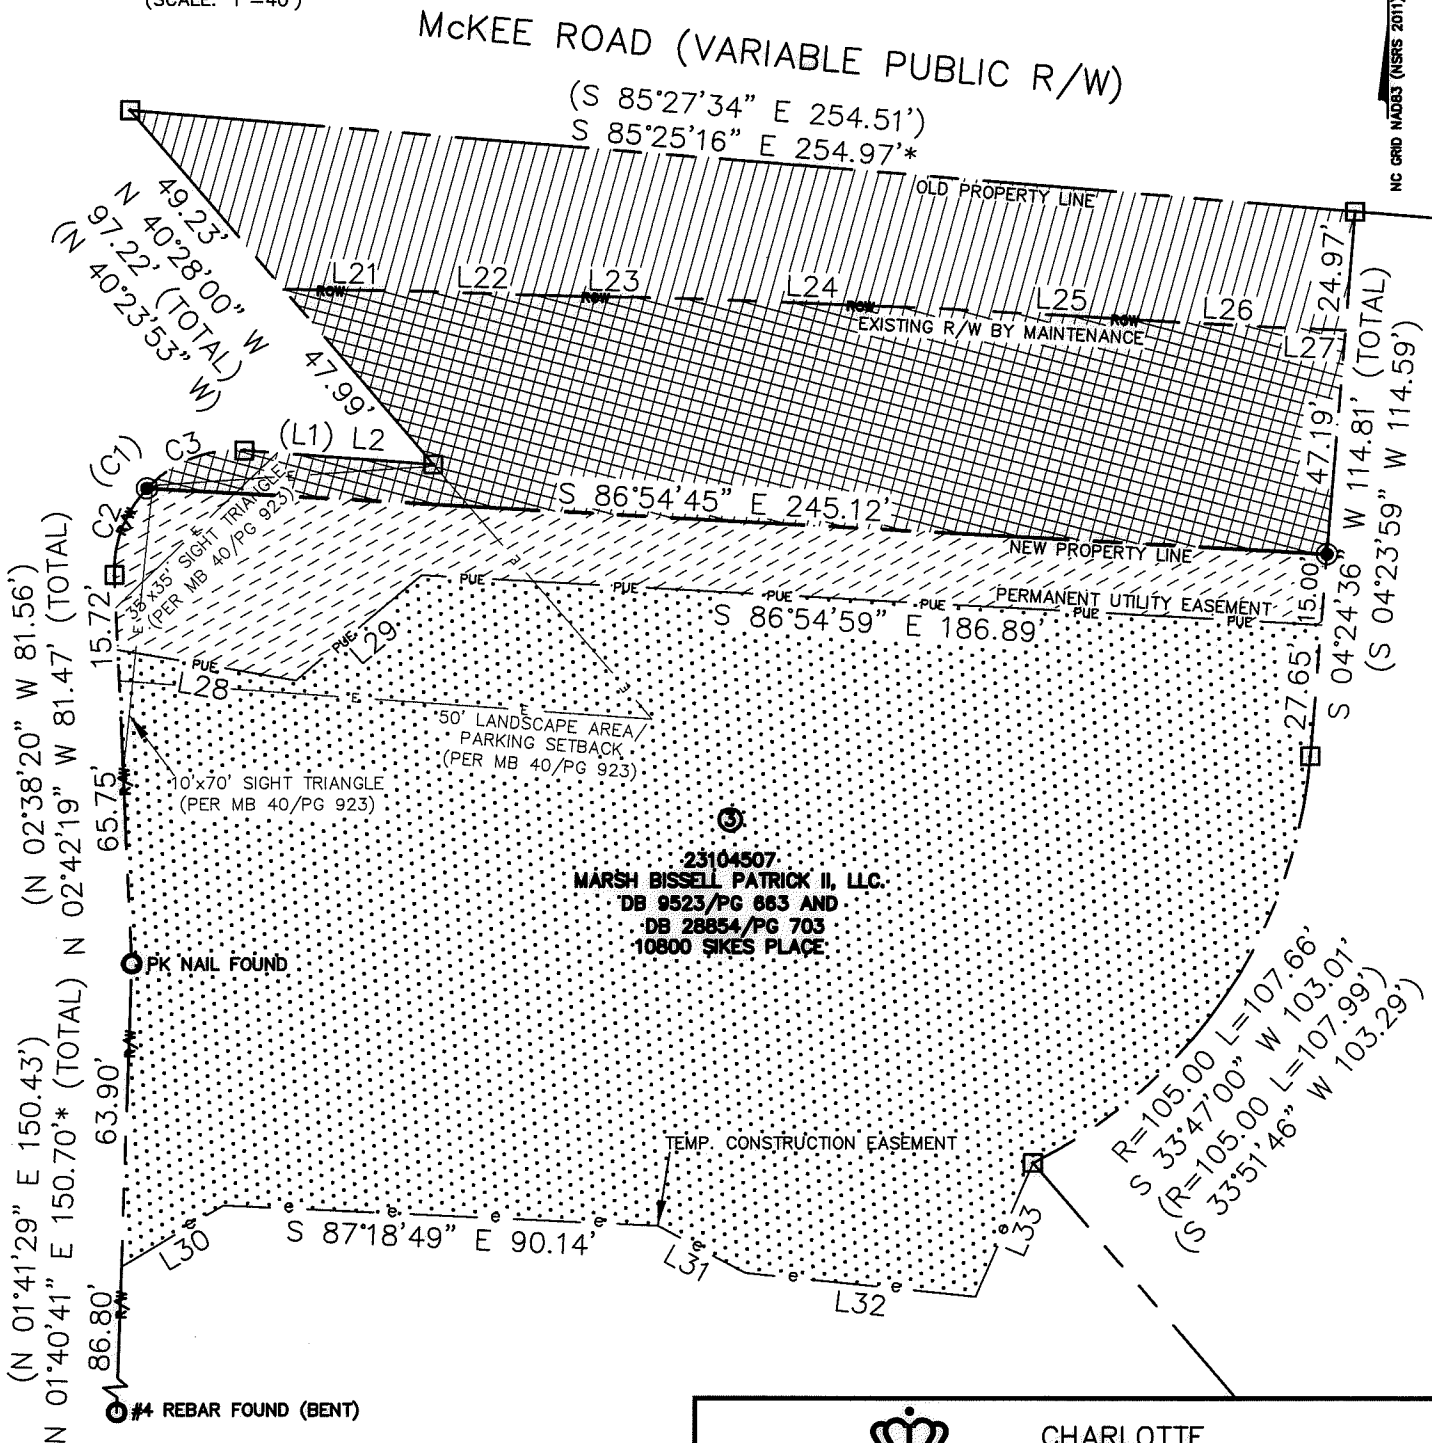 (SCALE: 1"=40')
McKEE ROAD (VARIABLE PUBLIC R/W)
NC GRID NAD83 (NSRS 2011)
(S 85°27'34" E 254.51')
S 85°25'16" E 254.97'*
OLD PROPERTY LINE
49.23'
N 40°28'00" W
97.22' (TOTAL)
(N 40°23'53" W)
47.99'
L21
L22
L23
L24
L25
L26
L27
ROW
ROW
ROW
ROW
EXISTING R/W BY MAINTENANCE
24.97'
47.19'
S 04°24'36" W 114.81' (TOTAL)
(S 04°23'59" W 114.59')
(C1)
C3
(L1) L2
C2
R/W
S 86°54'45" E 245.12'
NEW PROPERTY LINE
E
E
E
35'x35' SIGHT TRIANGLE
(PER MB 40/PG 923)
PUE
PUE
PUE
PUE
PUE
PUE
PERMANENT UTILITY EASEMENT
S 86°54'59" E 186.89'
15.00'
27.65'
15.72'
PUE
PUE
L29
L28
E
E
E
E
50' LANDSCAPE AREA/
PARKING SETBACK
(PER MB 40/PG 923)
10'x70' SIGHT TRIANGLE
(PER MB 40/PG 923)
(N 02°38'20" W 81.56')
N 02°42'19" W 81.47' (TOTAL)
65.75'
R/W
3
23104507
MARSH BISSELL PATRICK II, LLC.
DB 9523/PG 663 AND
DB 28854/PG 703
10800 SIKES PLACE
PK NAIL FOUND
R=105.00 L=107.66'
S 33°47'00" W 103.01'
(R=105.00 L=107.99')
(S 33°51'46" W 103.29')
(N 01°41'29" E 150.43')
N 01°40'41" E 150.70'* (TOTAL)
63.90'
R/W
TEMP. CONSTRUCTION EASEMENT
e
e
e
e
e
S 87°18'49" E 90.14'
L30
L31
e
e
e
L32
e
L33
86.80'
R/W
#4 REBAR FOUND (BENT)
CHARLOTTE